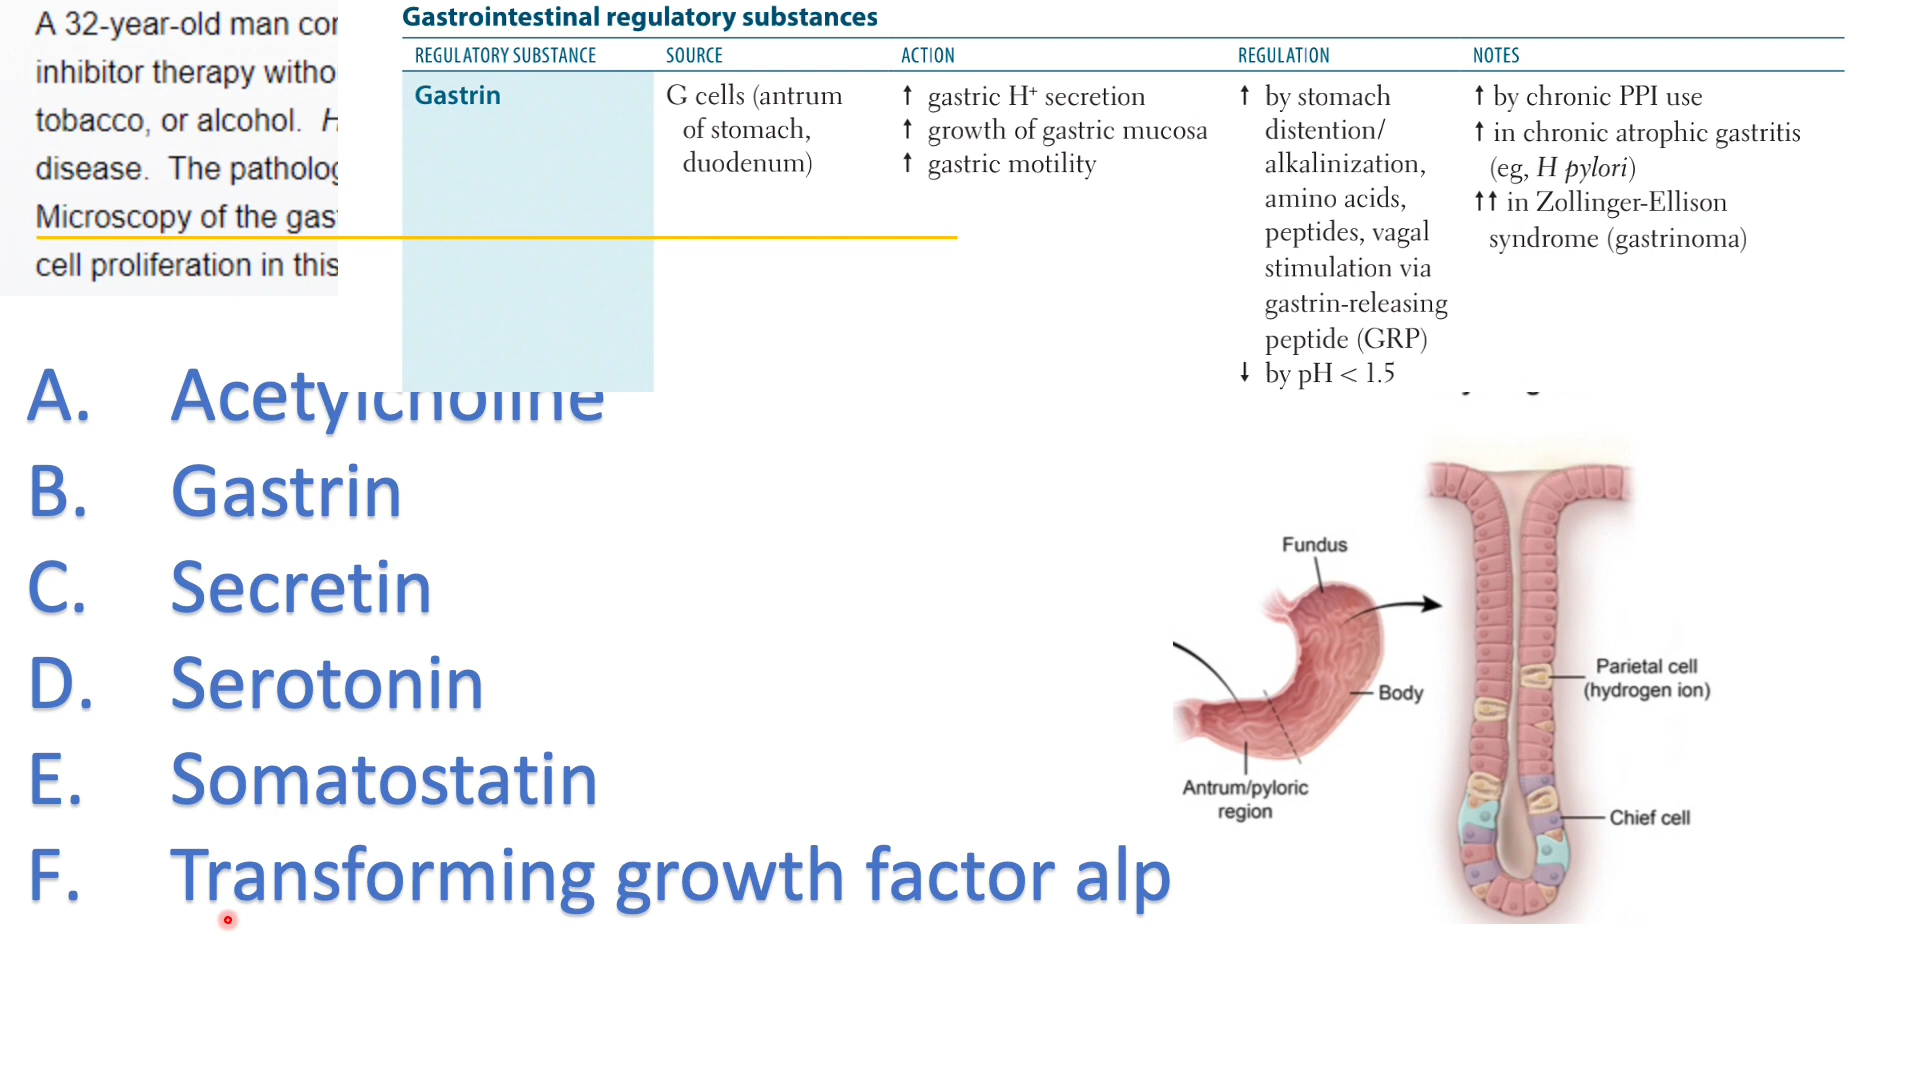 A 32-year-old man
inhibitor therapy
tobacco, or alcohol.
disease. The
Microscopy of the
cell proliferation in this
Gastrointestinal regulatory substances
REGULATORY SUBSTANCE SOURCE ACTION REGULATION NOTES
Gastrin
G cells (antrum
of stomach,
duodenum)
↑ gastric H⁺ secretion
↑ growth of gastric mucosa
↑ gastric motility
↑ by stomach
distention/
alkalinization,
amino acids,
peptides, vagal
stimulation via
gastrin-releasing
peptide (GRP)
↓ by pH < 1.5
↑ by chronic PPI use
↑ in chronic atrophic gastritis
(eg, H pylori)
↑↑ in Zollinger-Ellison
syndrome (gastrinoma)
A. Acetylcholine
B. Gastrin
C. Secretin
D. Serotonin
E. Somatostatin
F. Transforming growth factor alp
Fundus
Body
Antrum/pyloric
region
Parietal cell
(hydrogen ion)
Chief cell